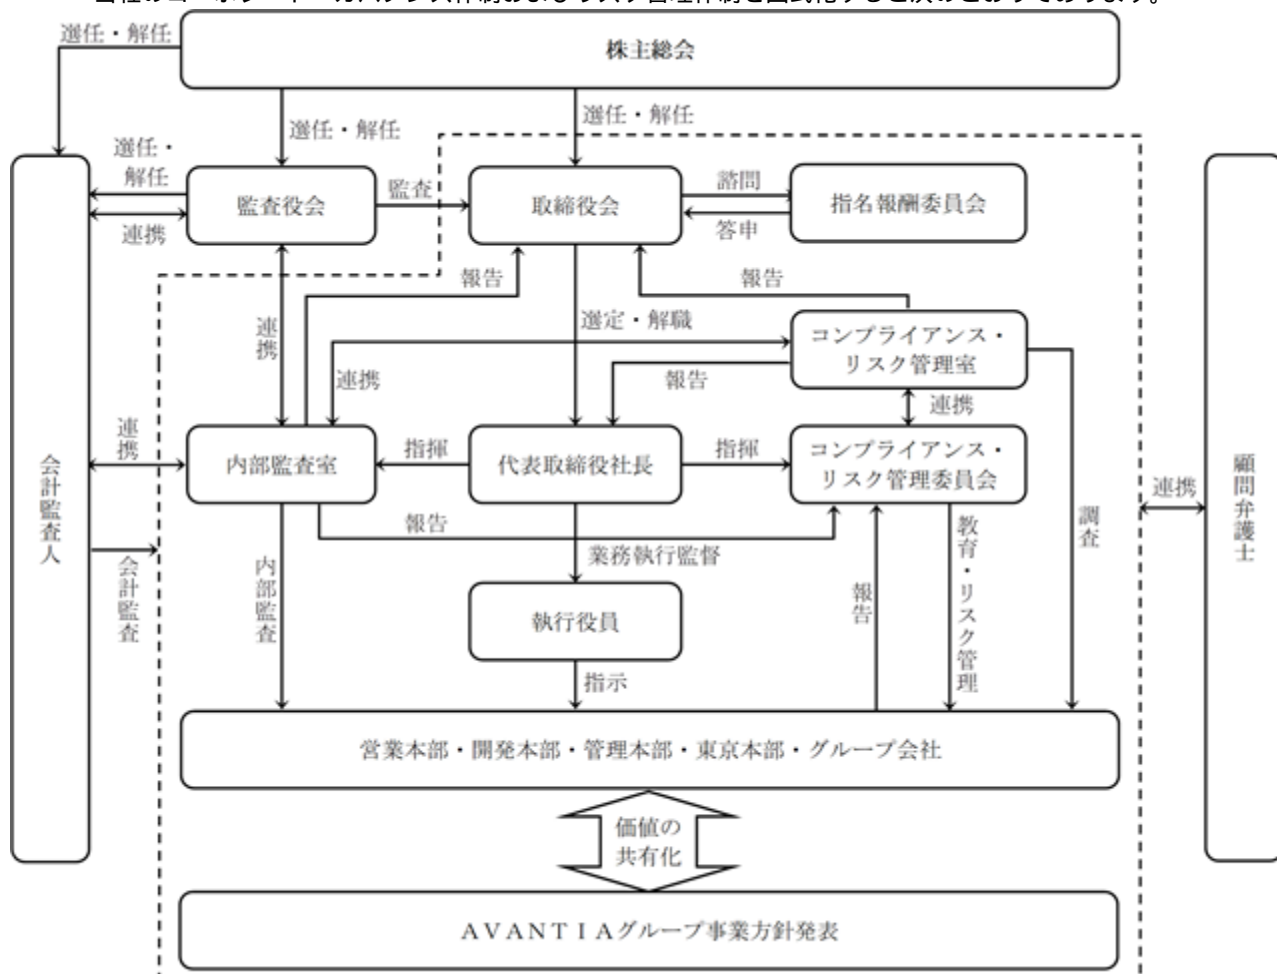 当社のコーポレート・ガバナンス体制およびリスク管理体制を図式化すると次のとおりであります。
選任・解任
株主総会
選任・解任
選任・解任
選任・
解任
監査役会
監査
取締役会
諮問
答申
指名報酬委員会
連携
報告
報告
連携
選定・解職
コンプライアンス・
リスク管理室
連携
報告
連携
連携
内部監査室
指揮
代表取締役社長
指揮
コンプライアンス・
リスク管理委員会
会計監査人
顧問弁護士
連携
報告
業務執行監督
教育・リスク管理
調査
会計監査
内部監査
執行役員
報告
指示
営業本部・開発本部・管理本部・東京本部・グループ会社
価値の
共有化
ＡＶＡＮＴＩＡグループ事業方針発表